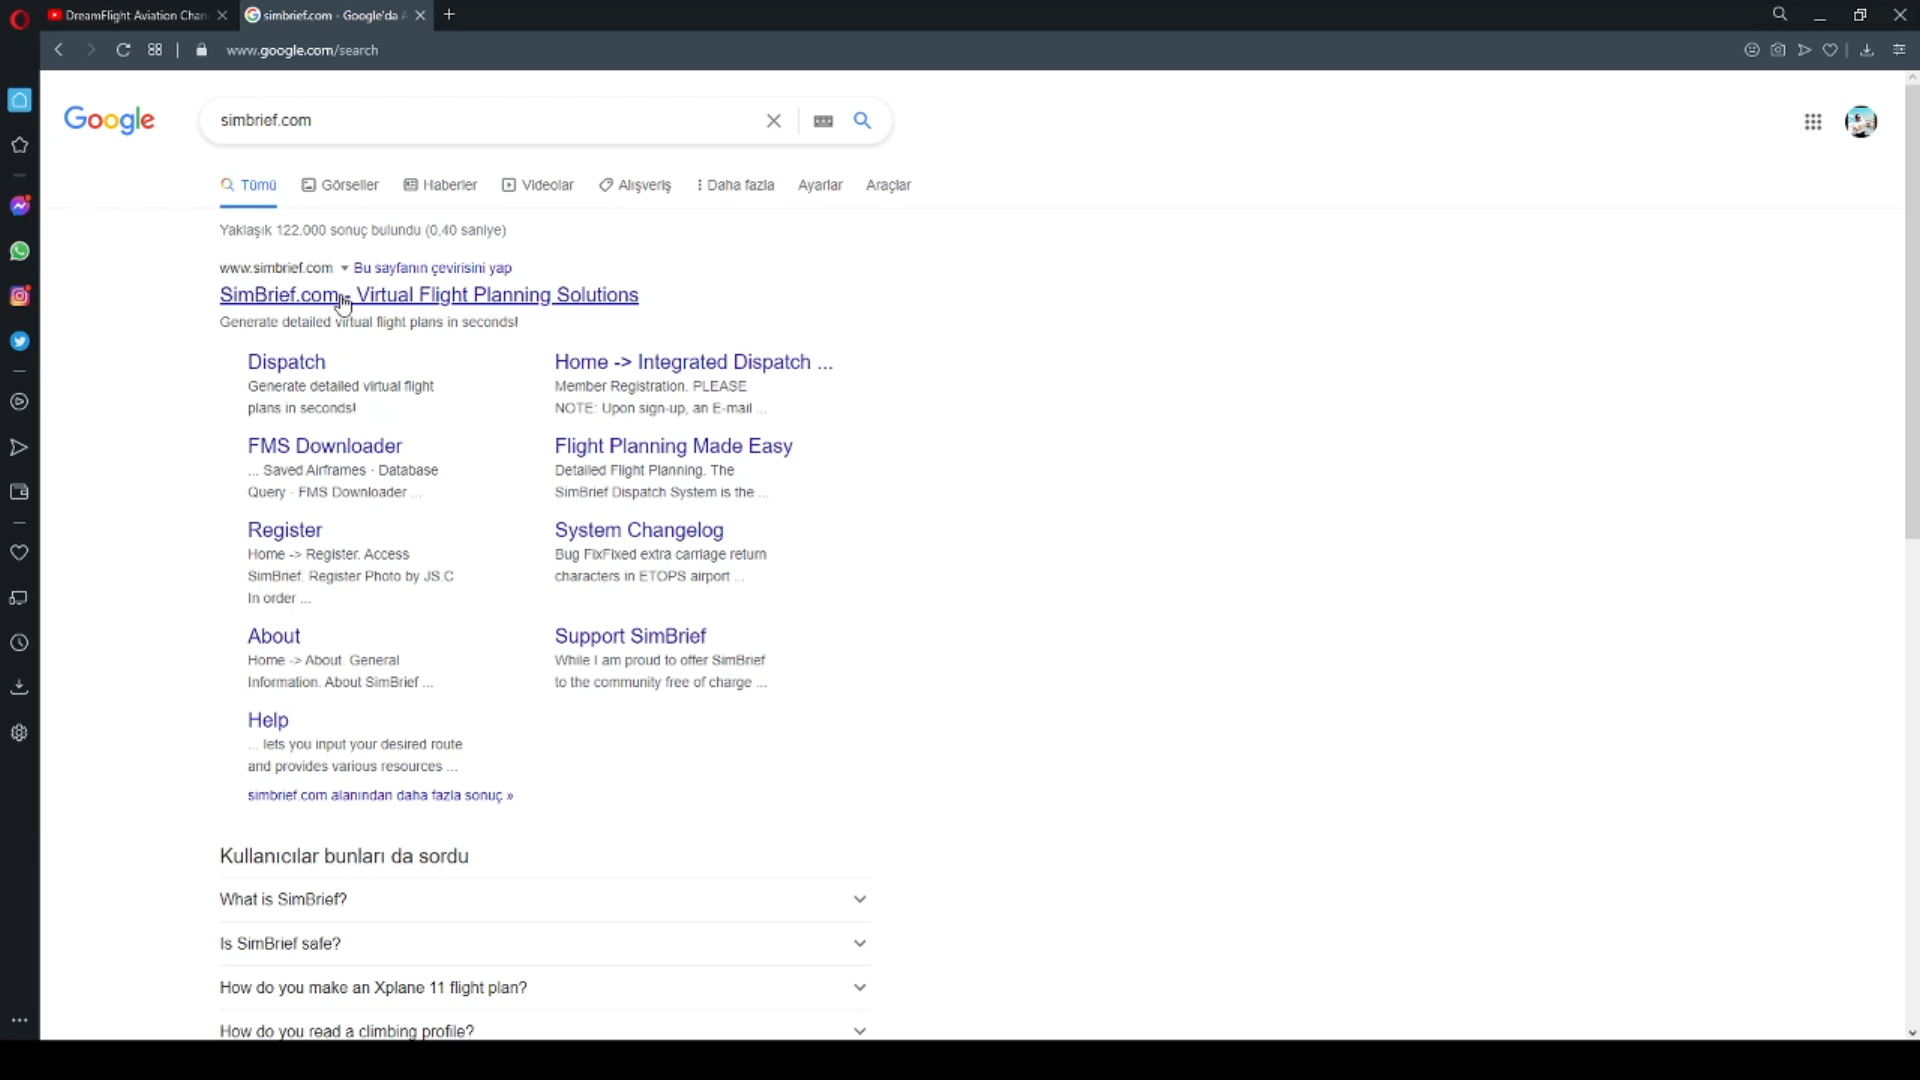 DreamFlight Aviation Chan
simbrief.com - Google'da A
www.google.com/search
Google
simbrief.com
Tümü
Görseller
Haberler
Videolar
Alışveriş
Daha fazla
Ayarlar
Araçlar
Yaklaşık 122.000 sonuç bulundu (0,40 saniye)
www.simbrief.com Bu sayfanın çevirisini yap
SimBrief.com - Virtual Flight Planning Solutions
Generate detailed virtual flight plans in seconds!
Dispatch
Generate detailed virtual flight
plans in seconds!
Home -> Integrated Dispatch ...
Member Registration. PLEASE
NOTE: Upon sign-up, an E-mail ...
FMS Downloader
... Saved Airframes · Database
Query · FMS Downloader ...
Flight Planning Made Easy
Detailed Flight Planning. The
SimBrief Dispatch System is the ...
Register
Home -> Register. Access
SimBrief. Register Photo by JS.C
In order ...
System Changelog
Bug FixFixed extra carriage return
characters in ETOPS airport ...
About
Home -> About. General
Information. About SimBrief ...
Support SimBrief
While I am proud to offer SimBrief
to the community free of charge ...
Help
... lets you input your desired route
and provides various resources ...
simbrief.com alanından daha fazla sonuç »
Kullanıcılar bunları da sordu
What is SimBrief?
Is SimBrief safe?
How do you make an Xplane 11 flight plan?
How do you read a climbing profile?